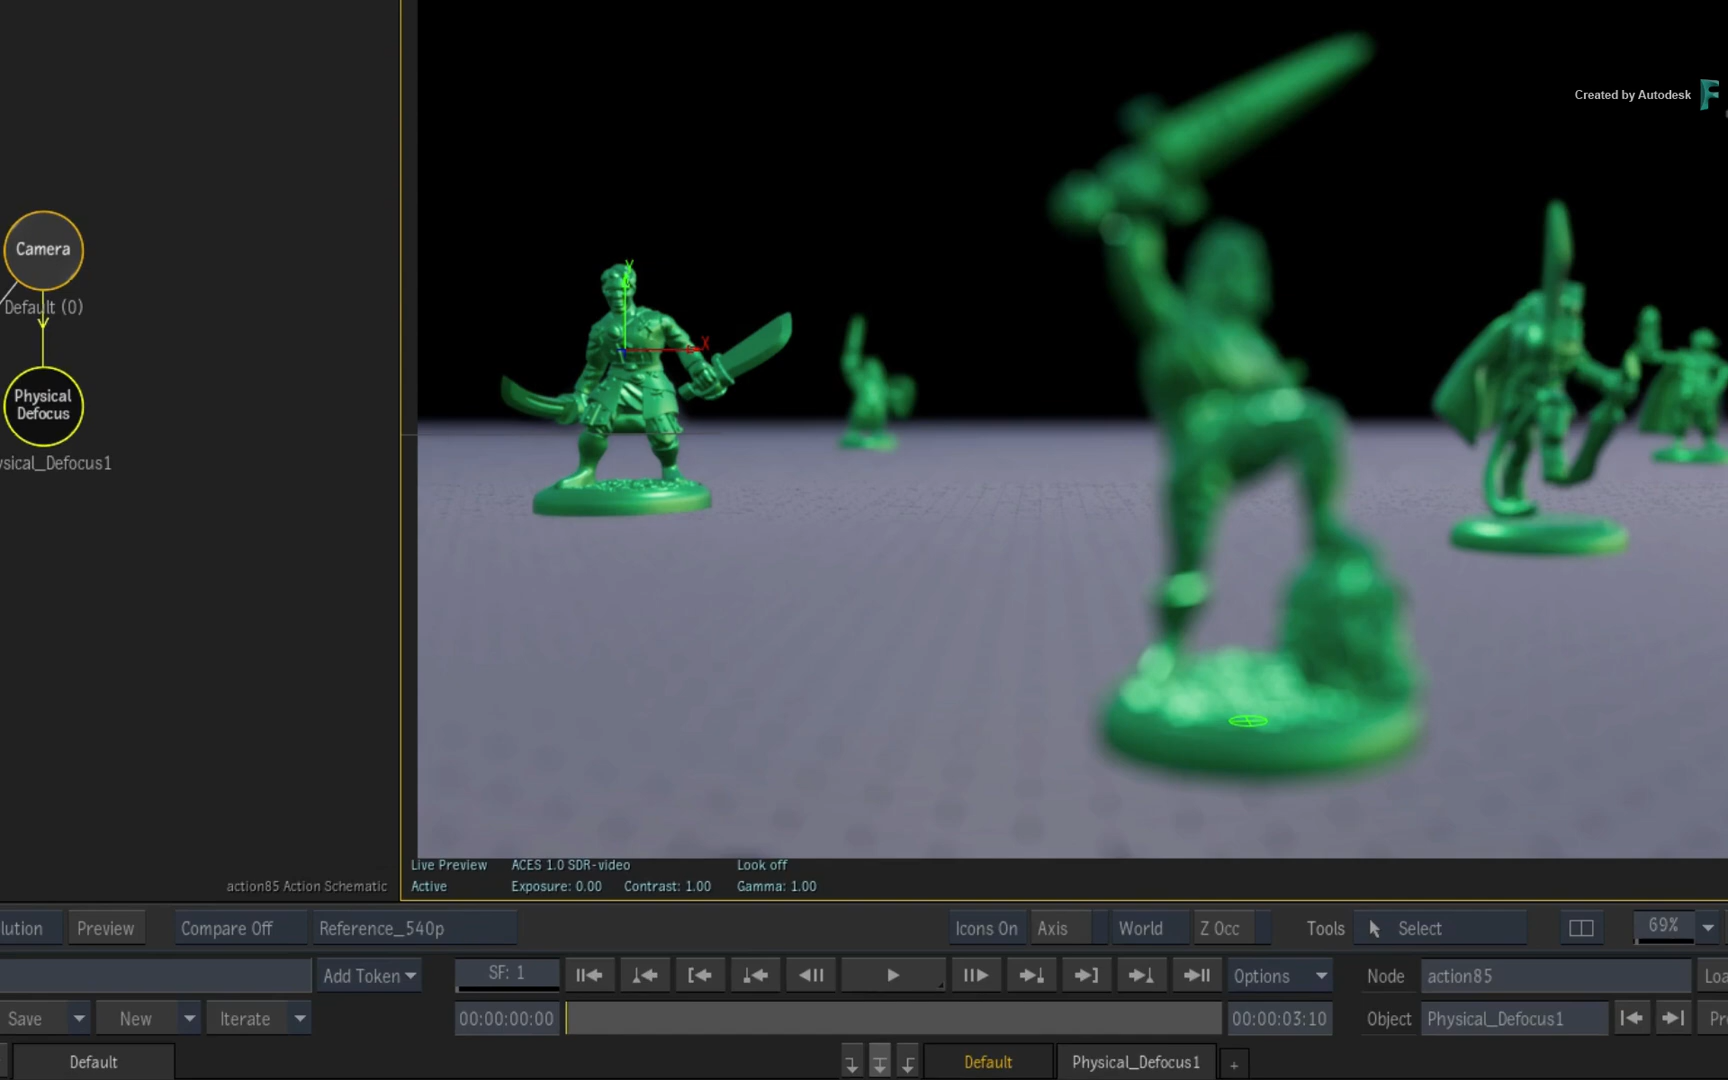 Created by Autodesk
Camera
Default (0)
Physical
Defocus
ysical_Defocus1
Y
X
Live Preview ACES 1.0 SDR-video Look off
action85 Action Schematic Active Exposure: 0.00 Contrast: 1.00 Gamma: 1.00
lution Preview Compare Off Reference_540p Icons On Axis World Z Occ Tools Select 69%
Add Token SF: 1 Options Node action85 Loa
Save New Iterate 00:00:00:00 00:00:03:10 Object Physical_Defocus1 Pr
Default Default Physical_Defocus1 +